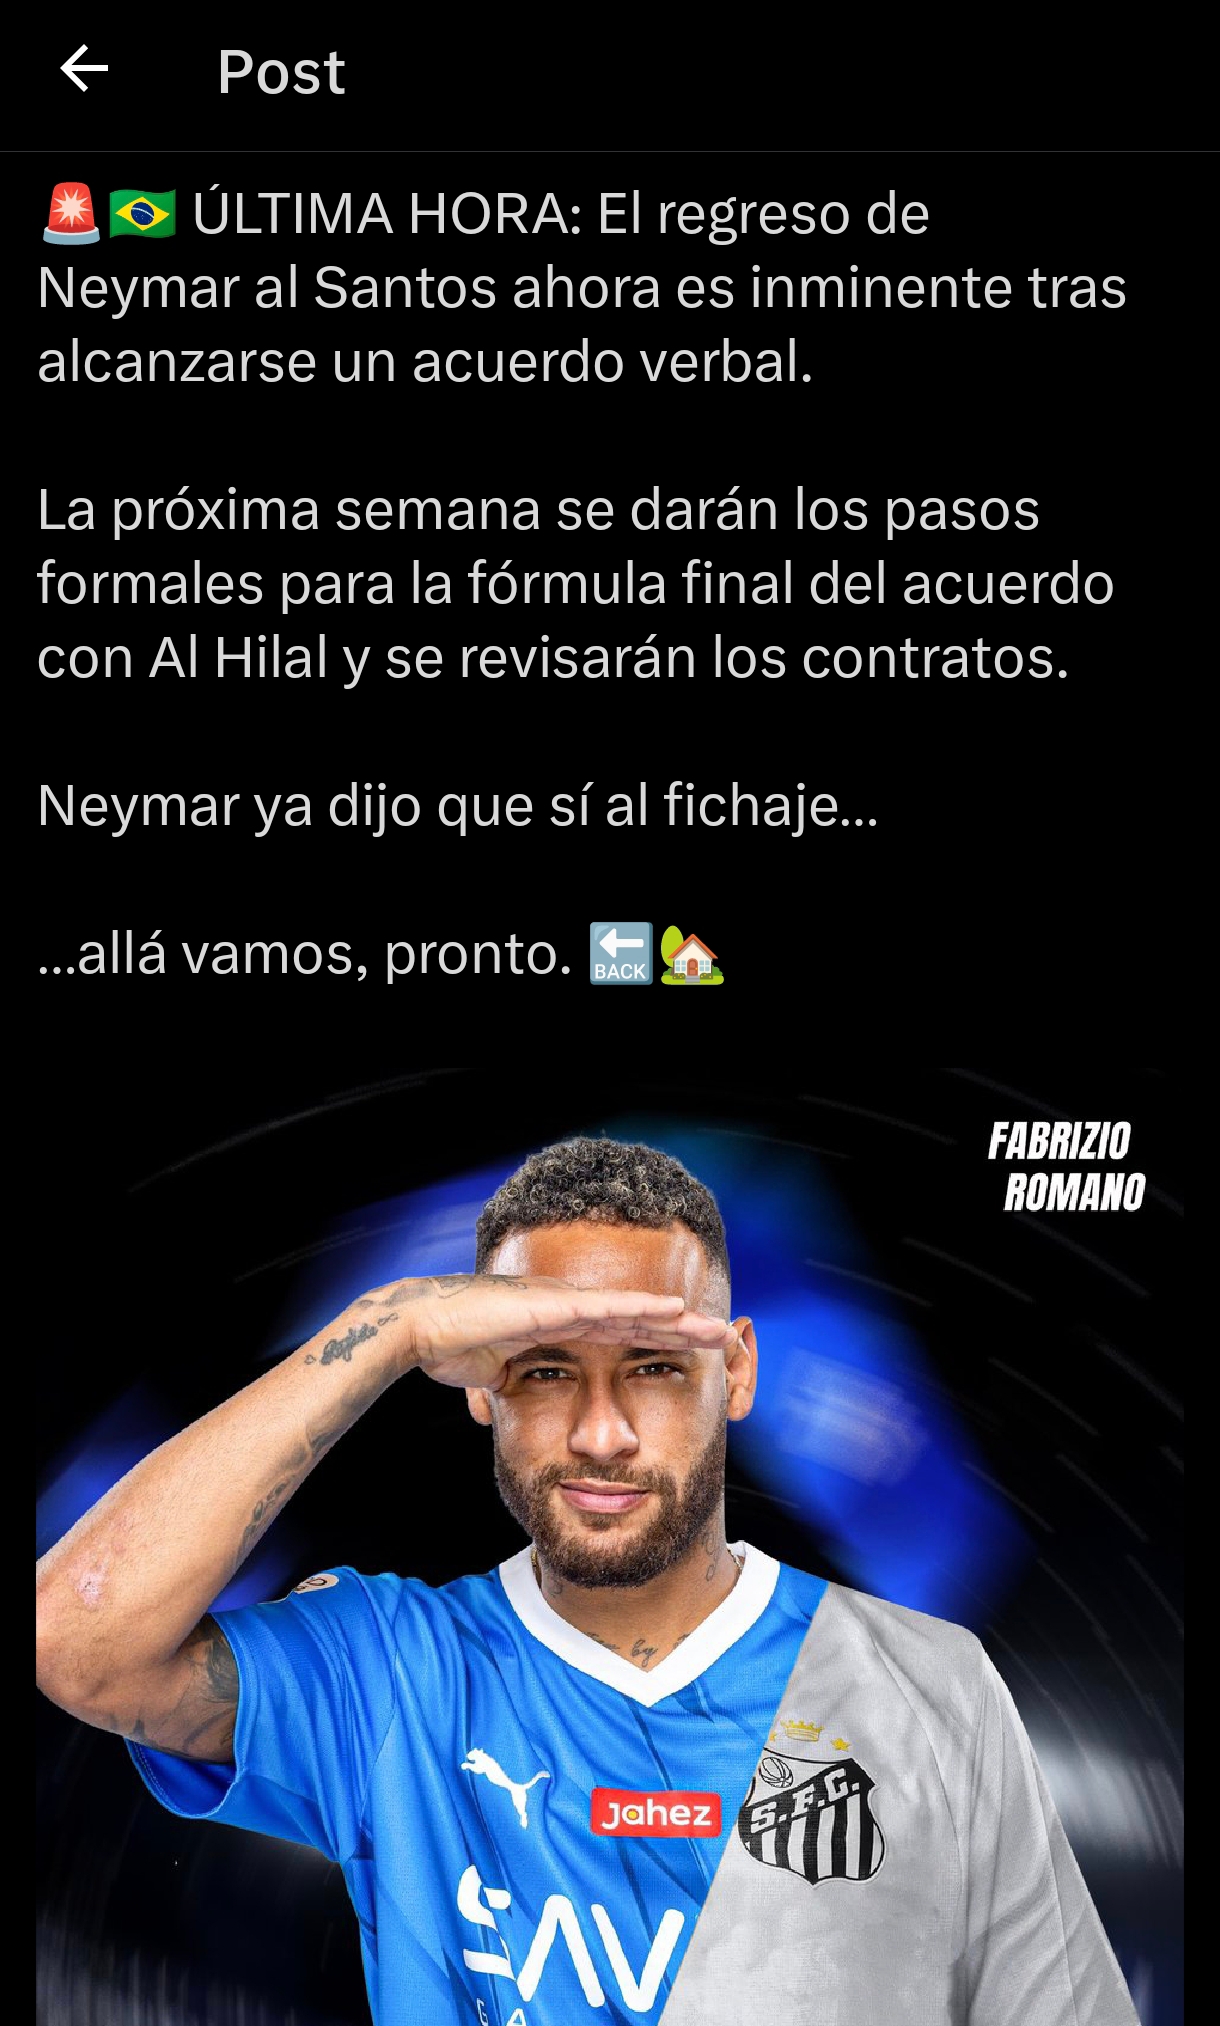 Post
🚨🇧🇷 ÚLTIMA HORA: El regreso de
Neymar al Santos ahora es inminente tras
alcanzarse un acuerdo verbal.
La próxima semana se darán los pasos
formales para la fórmula final del acuerdo
con Al Hilal y se revisarán los contratos.
Neymar ya dijo que sí al fichaje...
...allá vamos, pronto. 🔙🏡
FABRIZIO
ROMANO
by
Jahez
S.F.C.
SAV
G A